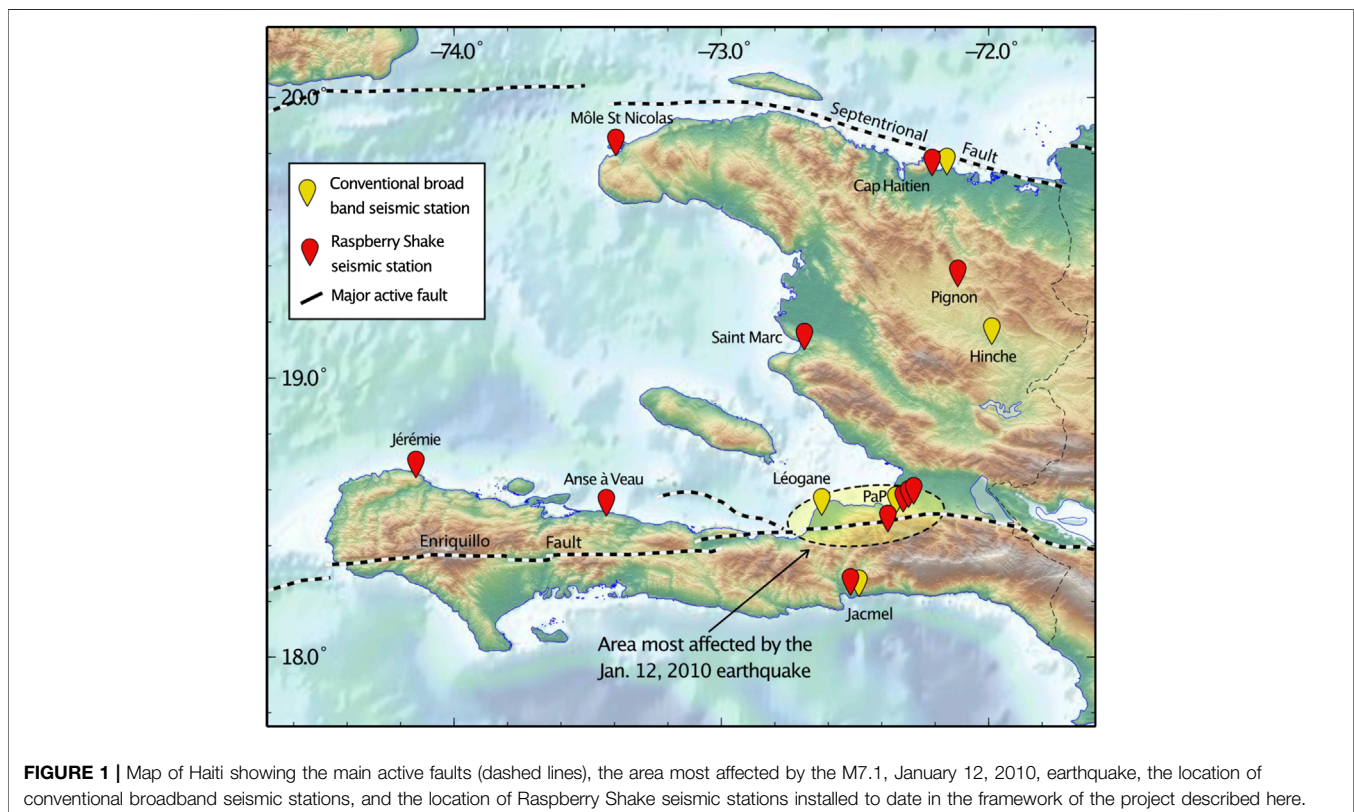 −74.0°
−73.0°
−72.0°
20.0°
Môle St Nicolas
Septentrional
Fault
Cap Haitien
Conventional broad
band seismic station
Raspberry Shake
seismic station
Major active fault
Pignon
Saint Marc
Hinche
19.0°
Jérémie
Anse à Veau
Léogane
PaP
Enriquillo
Fault
Jacmel
Area most affected by the
Jan. 12, 2010 earthquake
18.0°
FIGURE 1 | Map of Haiti showing the main active faults (dashed lines), the area most affected by the M7.1, January 12, 2010, earthquake, the location of
conventional broadband seismic stations, and the location of Raspberry Shake seismic stations installed to date in the framework of the project described here.